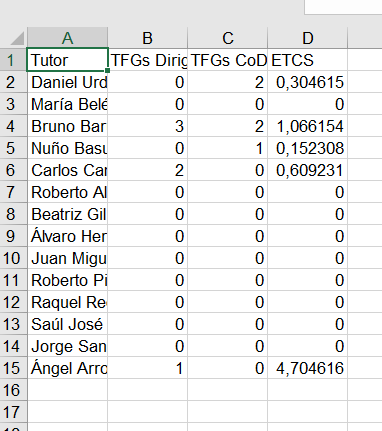 A B C D
1 Tutor TFGs Dirig TFGs CoD ETCS
2 Daniel Urd 0 2 0,304615
3 María Belé 0 0 0
4 Bruno Bar 3 2 1,066154
5 Nuño Basu 0 1 0,152308
6 Carlos Car 2 0 0,609231
7 Roberto Al 0 0 0
8 Beatriz Gil 0 0 0
9 Álvaro Her 0 0 0
10 Juan Migu 0 0 0
11 Roberto Pi 0 0 0
12 Raquel Re 0 0 0
13 Saúl José 0 0 0
14 Jorge San 0 0 0
15 Ángel Arro 1 0 4,704616
16
17